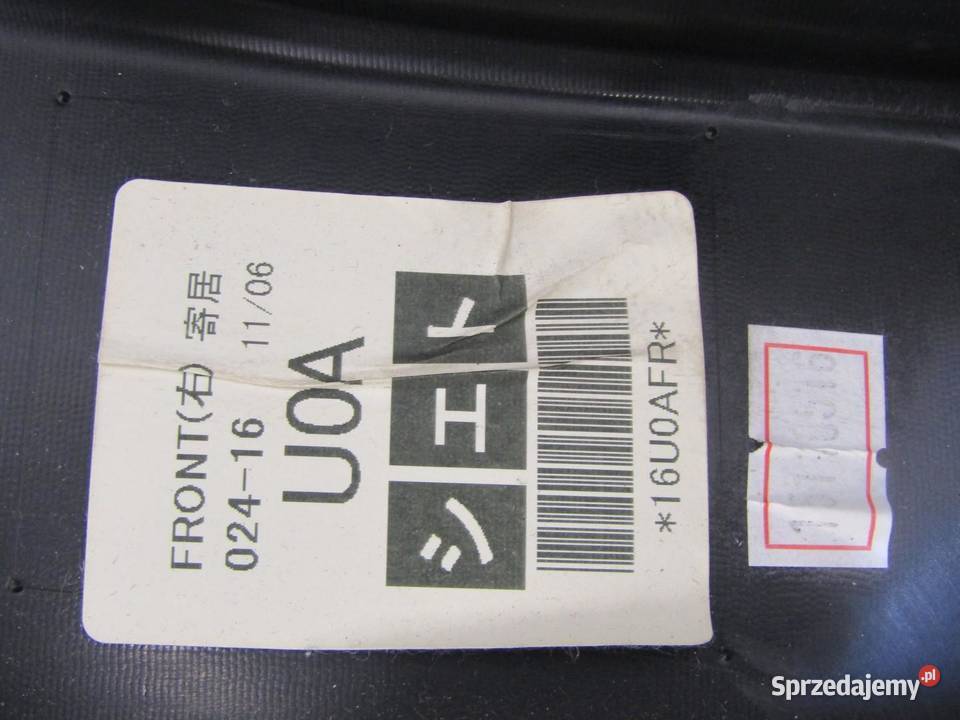 FRONT(右) 寄居
024-16 11/06
U0A
シエト
*16U0AFR*
Sprzedajemy.pl